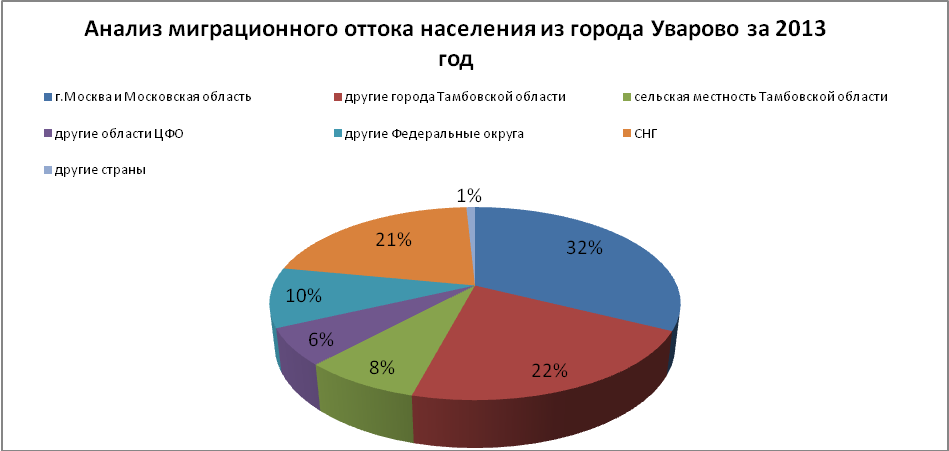 Анализ миграционного оттока населения из города Уварово за 2013
год
г.Москва и Московская область
другие города Тамбовской области
сельская местность Тамбовской области
другие области ЦФО
другие Федеральные округа
СНГ
другие страны
1%
32%
21%
10%
6%
8%
22%